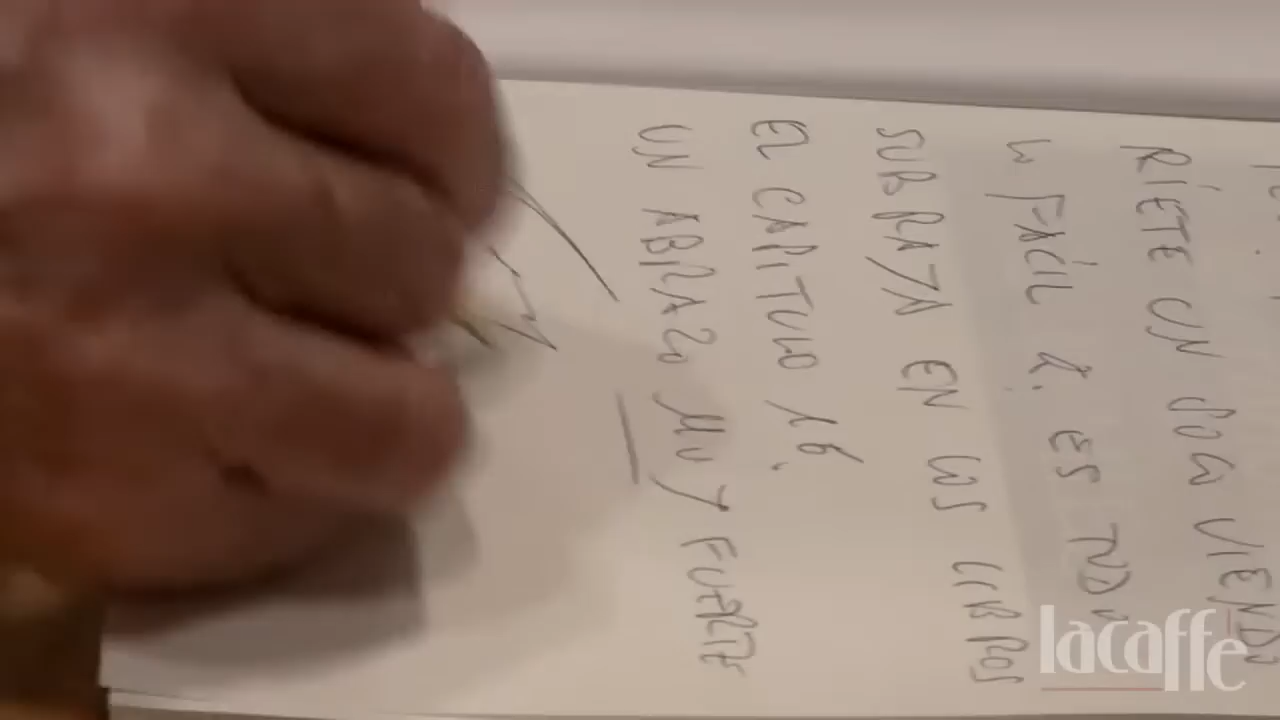 RÍETE UN SOLO VIENDO
LO FÁCIL Q. ES TODO
SUBRAYA EN LOS LIBROS
EL CAPITULO 16.
UN ABRAZO MUY FUERTE
lacaffe